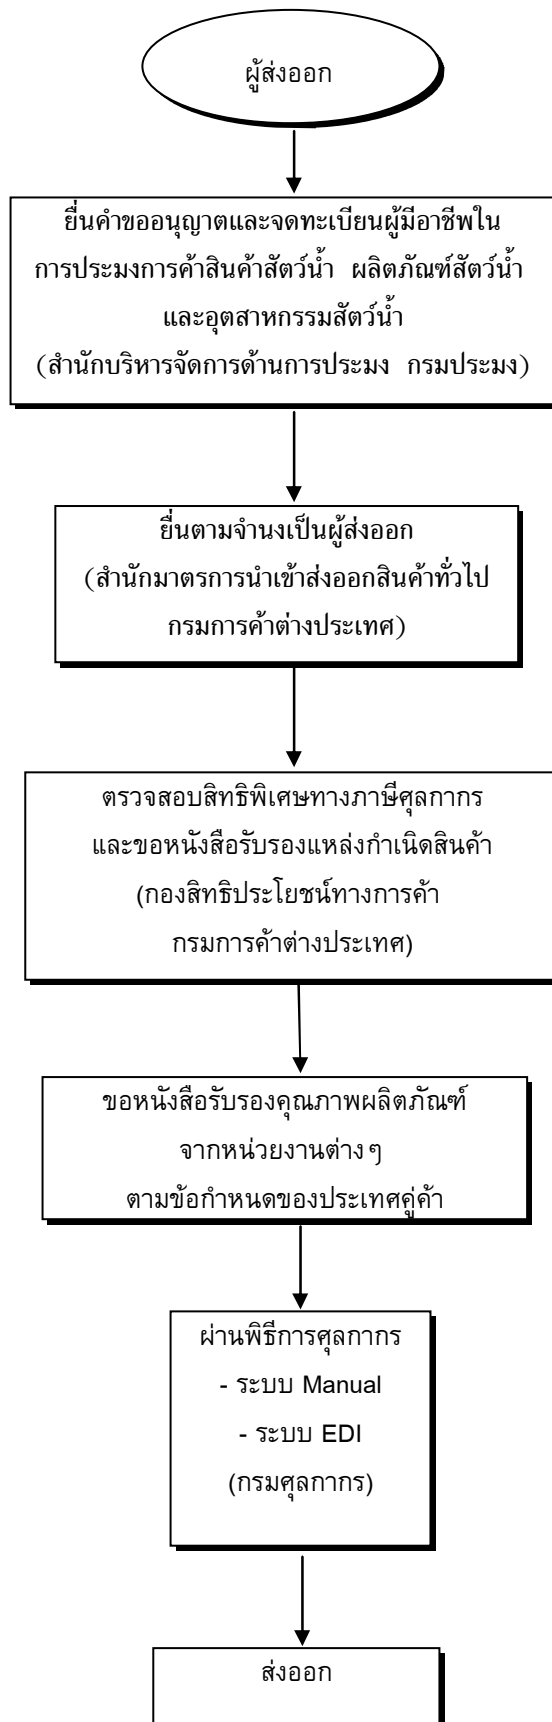 ผู้ส่งออก
ยื่นคำขออนุญาตและจดทะเบียนผู้มีอาชีพใน
การประมงการค้าสินค้าสัตว์น้ำ ผลิตภัณฑ์สัตว์น้ำ
และอุตสาหกรรมสัตว์น้ำ
(สำนักบริหารจัดการด้านการประมง กรมประมง)
ยื่นตามจำนงเป็นผู้ส่งออก
(สำนักมาตรการนำเข้าส่งออกสินค้าทั่วไป
กรมการค้าต่างประเทศ)
ตรวจสอบสิทธิพิเศษทางภาษีศุลกากร
และขอหนังสือรับรองแหล่งกำเนิดสินค้า
(กองสิทธิประโยชน์ทางการค้า
กรมการค้าต่างประเทศ)
ขอหนังสือรับรองคุณภาพผลิตภัณฑ์
จากหน่วยงานต่างๆ
ตามข้อกำหนดของประเทศคู่ค้า
ผ่านพิธีการศุลกากร
- ระบบ Manual
- ระบบ EDI
(กรมศุลกากร)
ส่งออก